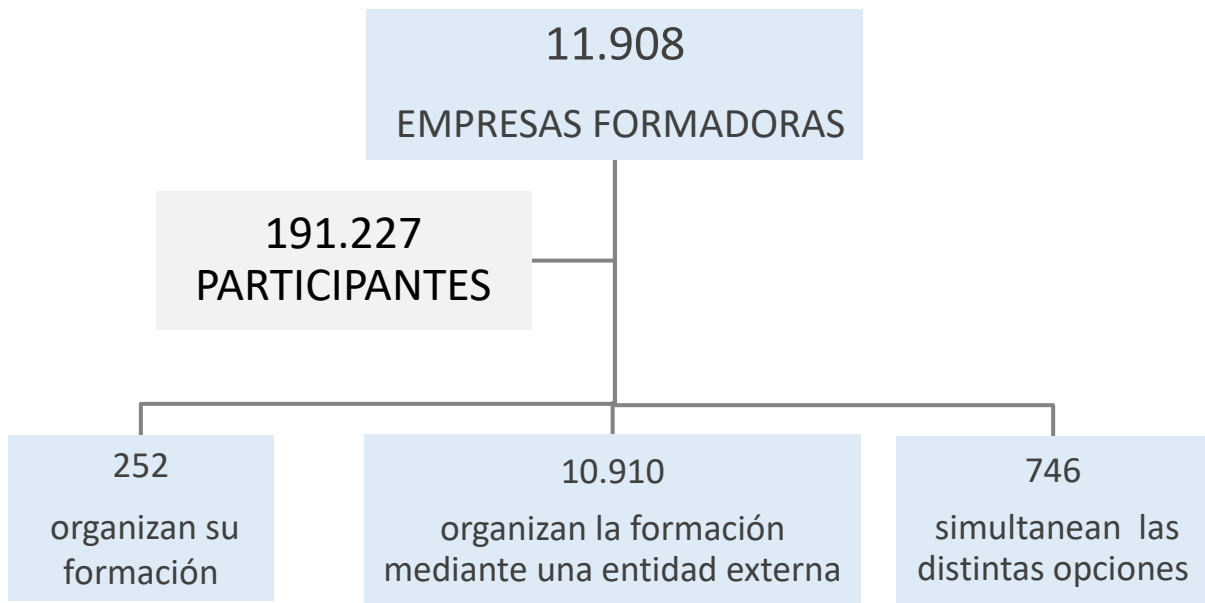 11.908
EMPRESAS FORMADORAS
191.227
PARTICIPANTES
252
organizan su
formación
10.910
organizan la formación
mediante una entidad externa
746
simultanean las
distintas opciones